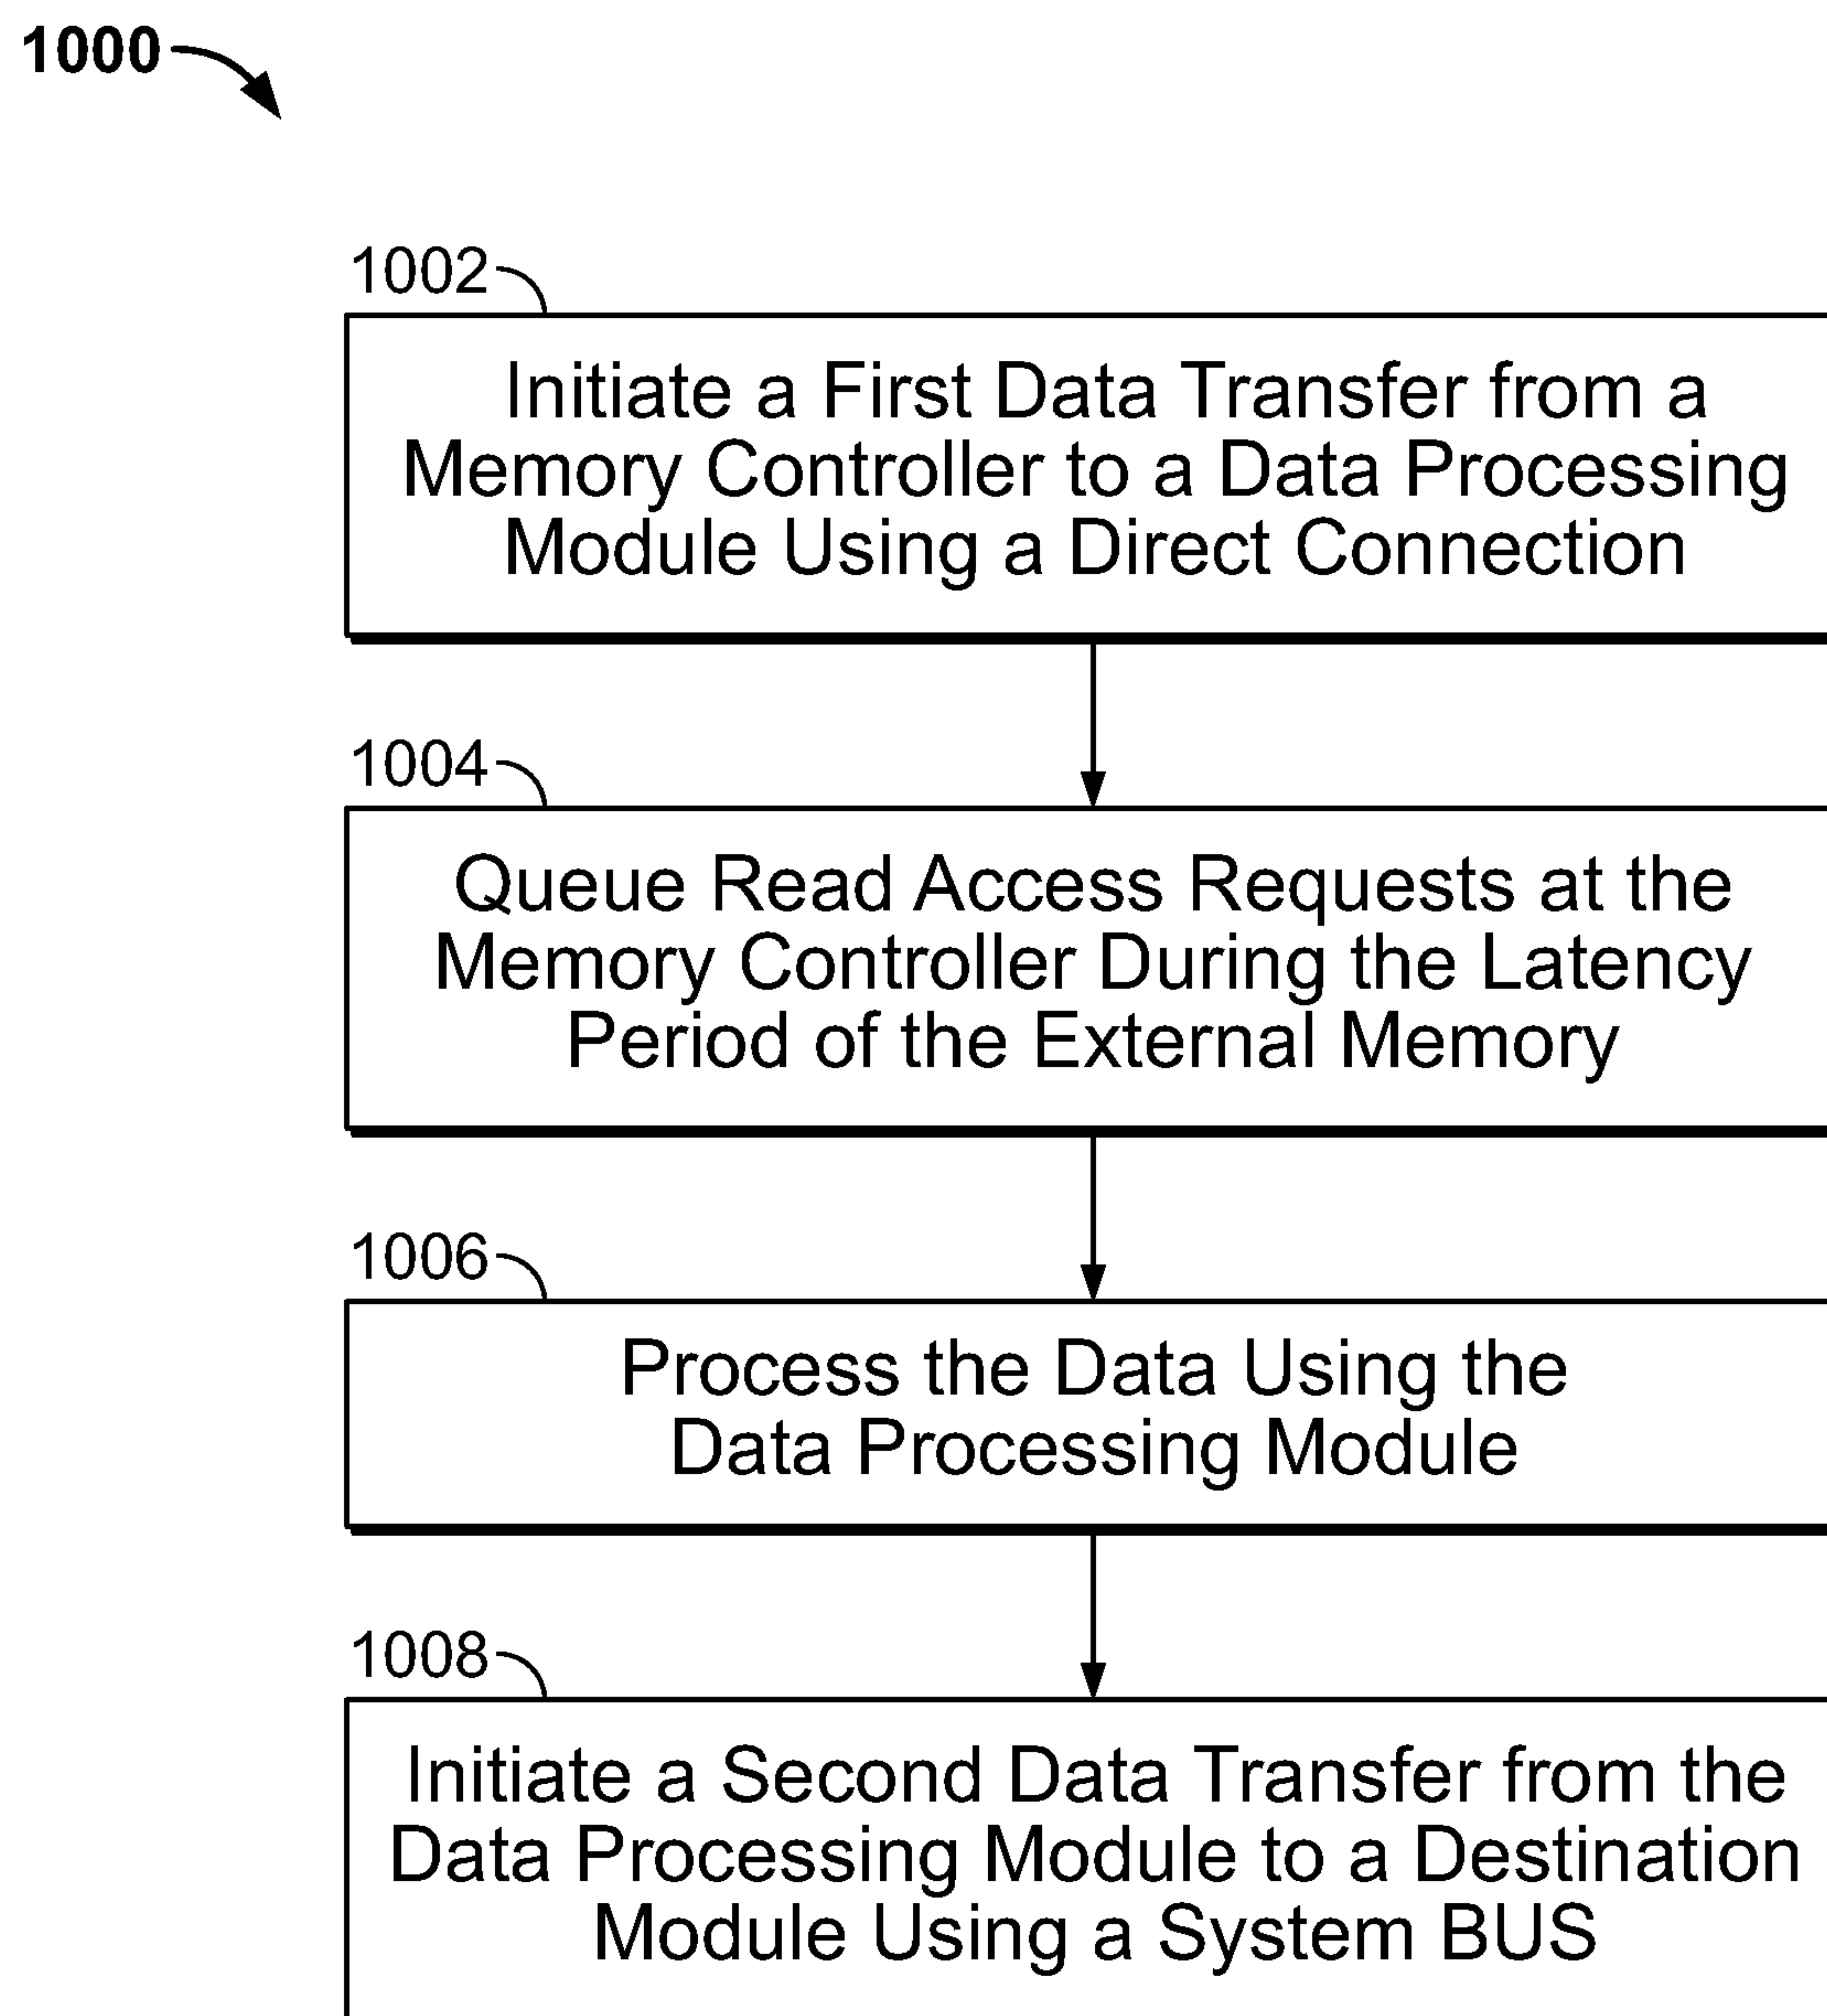 1000
1002
Initiate a First Data Transfer from a
Memory Controller to a Data Processing
Module Using a Direct Connection
1004
Queue Read Access Requests at the
Memory Controller During the Latency
Period of the External Memory
1006
Process the Data Using the
Data Processing Module
1008
Initiate a Second Data Transfer from the
Data Processing Module to a Destination
Module Using a System BUS